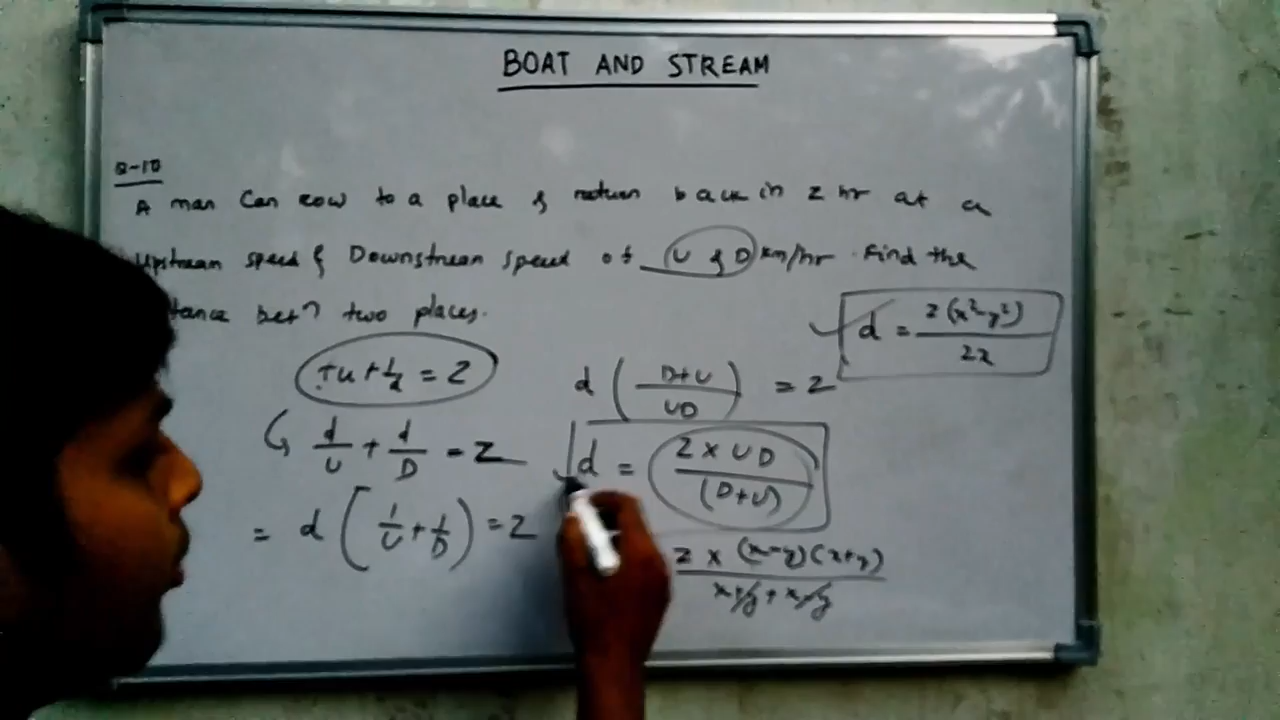 BOAT AND STREAM
Q-10
A man Can row to a place & return back in z hr at a
Upstream speed & Downstream speed of U & D km/hr. Find the
tance betn two places.
d = z(x²-y²) / 2x
Tu + Td = z
d/U + d/D = z
= d (1/U + 1/D) = z
d (D+U / UD) = z
d = z x UD / (D+U)
z x (x-y)(x+y) / x+y+x-y